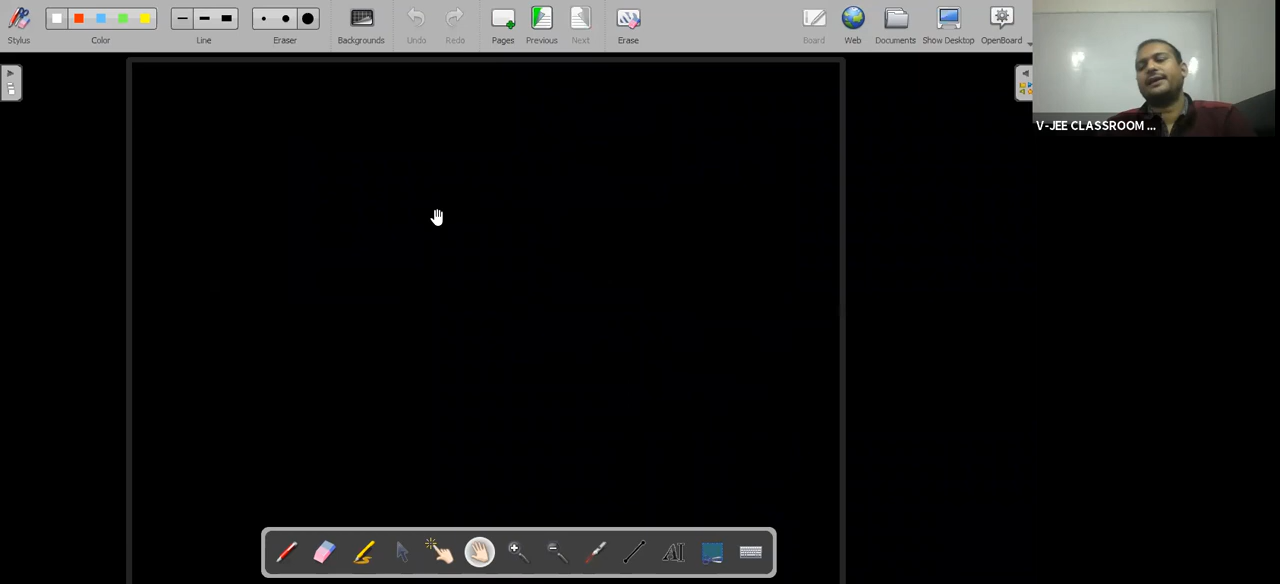 Stylus Color Line Eraser Backgrounds Undo Redo Pages Previous Next Erase Board Web Documents Show Desktop OpenBoard
V-JEE CLASSROOM ...
AI